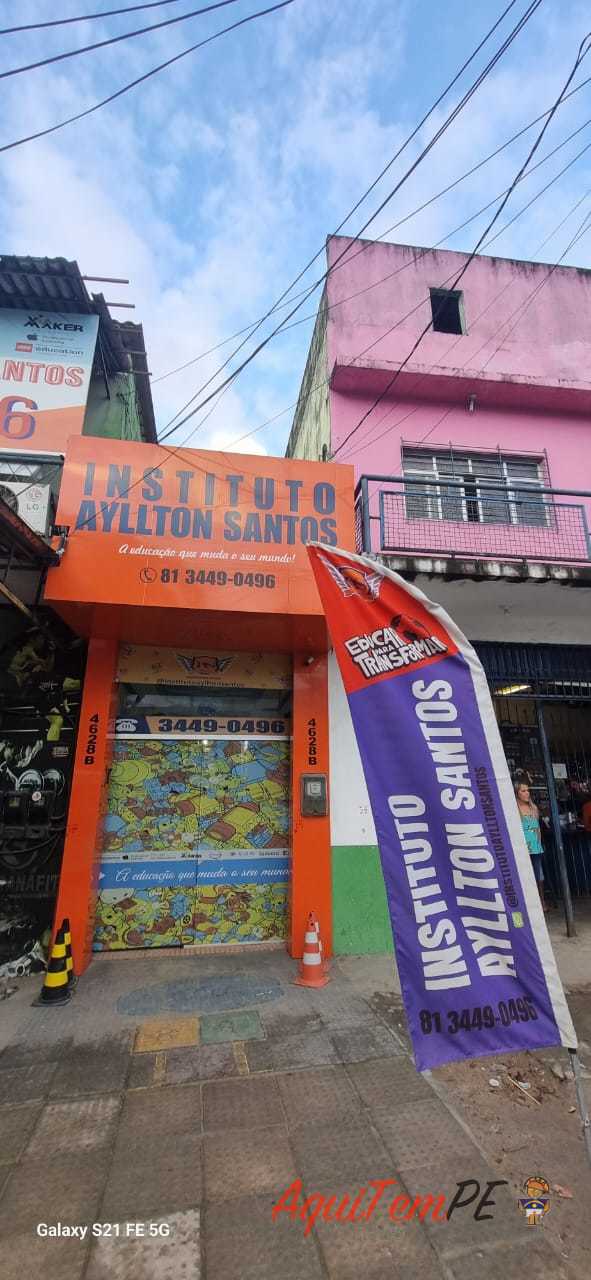 MAKER
education
ANTOS
6
LG
INSTITUTO
AYLLTON SANTOS
A educação que muda o seu mundo!
81 3449-0496
3449-0496
4628B
4628B
A educação que muda o seu mundo
EDUCAR
PARA
TRANSFORMAR
INSTITUTO
AYLLTON SANTOS
@INSTITUTOAYLLTONSANTOS
81 3449-0496
AquiTemPE
Galaxy S21 FE 5G